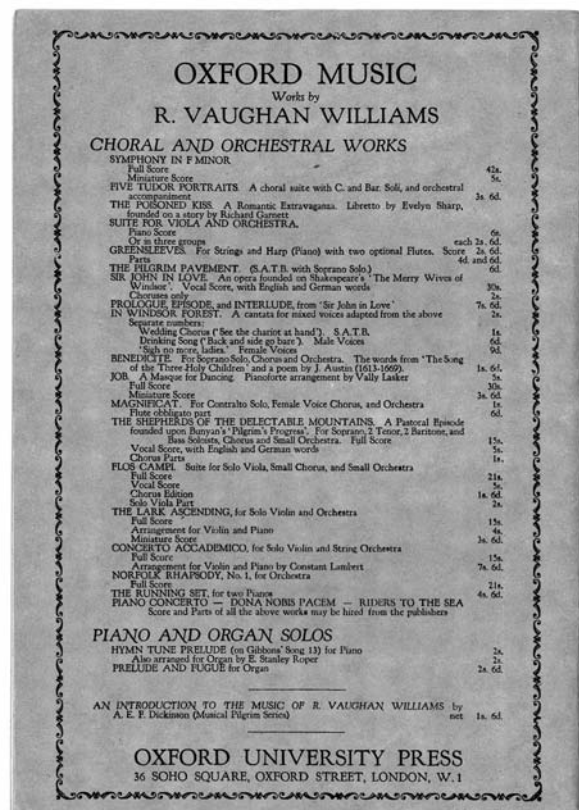 OXFORD MUSIC
Works by
R. VAUGHAN WILLIAMS
CHORAL AND ORCHESTRAL WORKS
SYMPHONY IN F MINOR
Full Score 42s.
Miniature Score 5s.
FIVE TUDOR PORTRAITS. A choral suite with C. and Bar. Soli, and orchestral
accompaniment 3s. 6d.
THE POISONED KISS. A Romantic Extravaganza. Libretto by Evelyn Sharp,
founded on a story by Richard Garnett
SUITE FOR VIOLA AND ORCHESTRA.
Piano Score 6s.
Or in three groups each 2s. 6d.
GREENSLEEVES. For Strings and Harp (Piano) with two optional Flutes. Score 2s. 6d.
Parts 4d. and 6d.
THE PILGRIM PAVEMENT. (S.A.T.B. with Soprano Solo.) 6d.
SIR JOHN IN LOVE. An opera founded on Shakespeare's 'The Merry Wives of
Windsor'. Vocal Score, with English and German words 30s.
Choruses only 2s.
PROLOGUE, EPISODE, and INTERLUDE, from 'Sir John in Love' 7s. 6d.
IN WINDSOR FOREST. A cantata for mixed voices adapted from the above 2s.
Separate numbers:
Wedding Chorus ('See the chariot at hand'). S.A.T.B. 1s.
Drinking Song ('Back and side go bare'). Male Voices 6d.
'Sigh no more, ladies.' Female Voices 9d.
BENEDICITE. For Soprano Solo, Chorus and Orchestra. The words from 'The Song
of the Three Holy Children' and a poem by J. Austin (1613-1669). 1s. 6d.
JOB. A Masque for Dancing. Pianoforte arrangement by Vally Lasker 5s.
Full Score 30s.
Miniature Score 3s. 6d.
MAGNIFICAT. For Contralto Solo, Female Voice Chorus, and Orchestra 1s.
Flute obbligato part 6d.
THE SHEPHERDS OF THE DELECTABLE MOUNTAINS. A Pastoral Episode
founded upon Bunyan's 'Pilgrim's Progress'. For Soprano, 2 Tenor, 2 Baritone, and
Bass Soloists, Chorus and Small Orchestra. Full Score 15s.
Vocal Score, with English and German words 5s.
Chorus Parts 1s.
FLOS CAMPI. Suite for Solo Viola, Small Chorus, and Small Orchestra
Full Score 21s.
Vocal Score 5s.
Chorus Edition 1s. 6d.
Solo Viola Part 2s.
THE LARK ASCENDING, for Solo Violin and Orchestra
Full Score 15s.
Arrangement for Violin and Piano 4s.
Miniature Score 3s. 6d.
CONCERTO ACCADEMICO, for Solo Violin and String Orchestra
Full Score 15s.
Arrangement for Violin and Piano by Constant Lambert 7s. 6d.
NORFOLK RHAPSODY, No. 1, for Orchestra
Full Score 21s.
THE RUNNING SET, for two Pianos 4s. 6d.
PIANO CONCERTO — DONA NOBIS PACEM — RIDERS TO THE SEA
Score and Parts of all the above works may be hired from the publishers
PIANO AND ORGAN SOLOS
HYMN TUNE PRELUDE (on Gibbons' Song 13) for Piano 2s.
Also arranged for Organ by E. Stanley Roper 2s.
PRELUDE AND FUGUE for Organ 2s. 6d.
AN INTRODUCTION TO THE MUSIC OF R. VAUGHAN WILLIAMS by
A. E. F. Dickinson (Musical Pilgrim Series) net 1s. 6d.
OXFORD UNIVERSITY PRESS
36 SOHO SQUARE, OXFORD STREET, LONDON, W.1